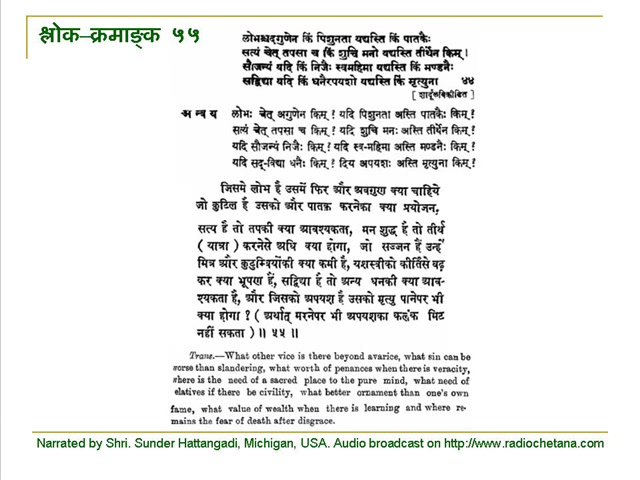 श्लोक–क्रमाङ्क ५५
लोभश्चेदगुणेन किं पिशुनता यद्यस्ति किं पातकैः
सत्यं चेत् तपसा च किं शुचि मनो यद्यस्ति तीर्थेन किम्।
सौजन्यं यदि किं निजैः स्वमहिमा यद्यस्ति किं मण्डनैः
सद्विद्या यदि किं धनैरपयशो यद्यस्ति किं मृत्युना ४४
[ शार्दूलविक्रीडित ]
अन्वय लोभः चेत् अगुणेन किम्! यदि पिशुनता अस्ति पातकैः किम्!
सत्यं चेत् तपसा च किम्! यदि शुचि मनः अस्ति तीर्थेन किम्!
यदि सौजन्यं निजैः किम्! यदि स्व-महिमा अस्ति मण्डनैः किम्!
यदि सद्-विद्या धनैः किम्! दिय अपयशः अस्ति मृत्युना किम्!
जिसमे लोभ है उसमें फिर और अवगुण क्या चाहिये
जो कुटिल है उसको और पातक करनेका क्या प्रयोजन,
सत्य है तो तपकी क्या आवश्यकता, मन शुद्ध है तो तीर्थ
( यात्रा ) करनेसे अधि क्या होगा, जो सज्जन हैं उन्हें
मित्र और कुटुम्बियोंकी क्या कमी है, यशस्वीको कीर्तिसे बढ़
कर क्या भूषण हैं, सद्विद्या है तो अन्य धनकी क्या आव-
श्यकता है, और जिसको अपयश है उसको मृत्यु पानेपर भी
क्या होगा ? ( अर्थात् मरनेपर भी अपयशका कलंक मिट
नहीं सकता ) ॥ ५५ ॥
Trans.—What other vice is there beyond avarice, what sin can be
worse than slandering, what worth of penances when there is veracity,
where is the need of a sacred place to the pure mind, what need of
elatives if there be civility, what better ornament than one's own
fame, what value of wealth when there is learning and where re-
mains the fear of death after disgrace.
Narrated by Shri. Sunder Hattangadi, Michigan, USA. Audio broadcast on http://www.radiochetana.com